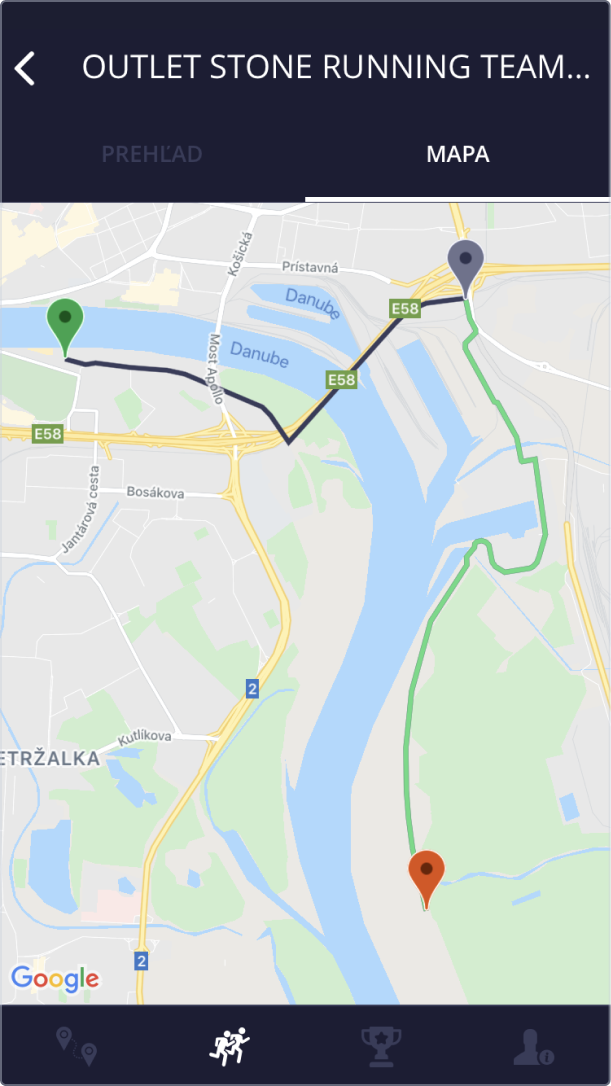 OUTLET STONE RUNNING TEAM...
PREHĽAD
MAPA
Košická
Prístavná
Danube
E58
Danube
Most Apollo
E58
E58
Bosákova
Jantárová cesta
2
Kutlíkova
ETRŽALKA
2
Google